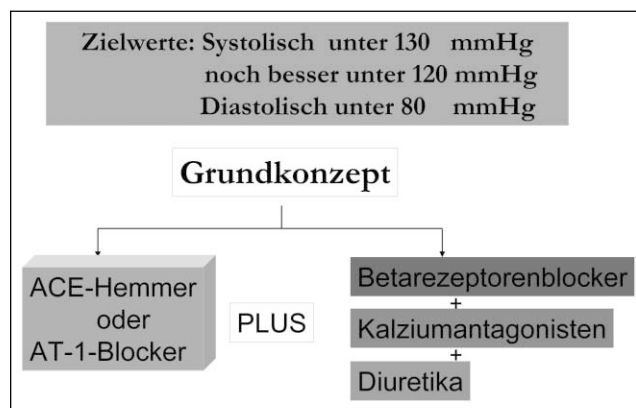 Zielwerte: Systolisch unter 130 mmHg
noch besser unter 120 mmHg
Diastolisch unter 80 mmHg
Grundkonzept
ACE-Hemmer
oder
AT-1-Blocker
PLUS
Betarezeptorenblocker
+
Kalziumantagonisten
+
Diuretika